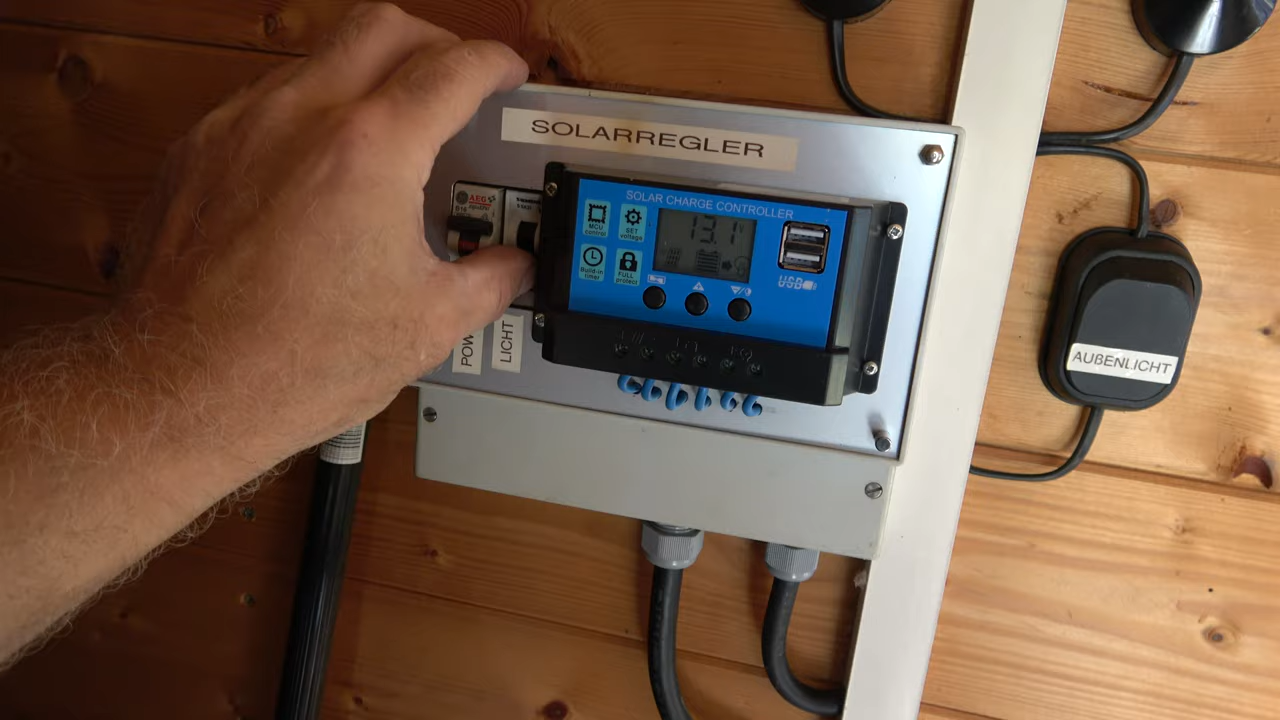 SOLARREGLER
AEG
B16
SOLAR CHARGE CONTROLLER
MCU
control
SET
voltage
Build-in
timer
FULL
protect
13.1
USB
POW
LICHT
AUßENLICHT